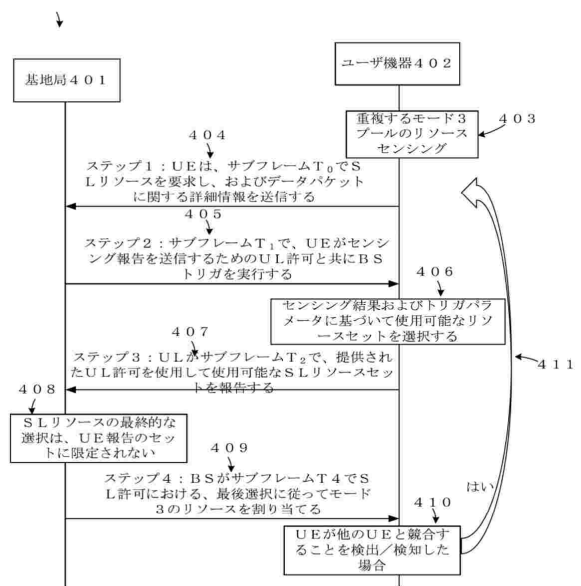 基地局４０１
ユーザ機器４０２
重複するモード３
プールのリソース
センシング
４０３
４０４
ステップ１：UEは、サブフレームT₀でS
Lリソースを要求し、およびデータパケット
に関する詳細情報を送信する
４０５
ステップ２：サブフレームT₁で、UEがセンシ
ング報告を送信するためのUL許可と共にBS
トリガを実行する
４０６
センシング結果およびトリガパラ
メータに基づいて使用可能なリソ
ースセットを選択する
４０７
ステップ３：ULがサブフレームT₂で、提供され
たUL許可を使用して使用可能なSLリソースセッ
トを報告する
４１１
４０８
SLリソースの最終的な
選択は、UE報告のセッ
トに限定されない
４０９
ステップ４：BSがサブフレームT4でS
L許可における、最後選択に従ってモード
３のリソースを割り当てる
はい
４１０
UEが他のUEと競合す
ることを検出／検知した
場合